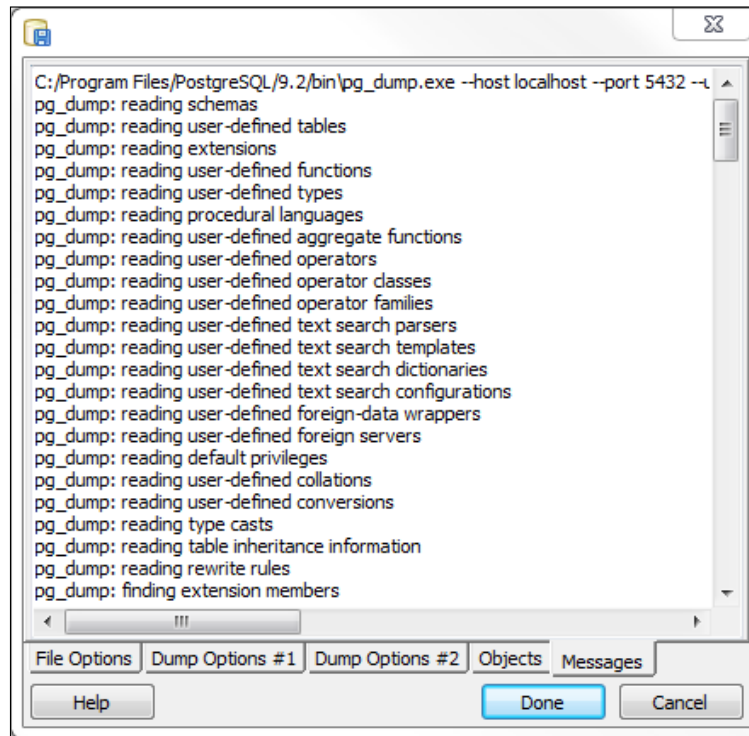 C:/Program Files/PostgreSQL/9.2/bin\pg_dump.exe --host localhost --port 5432 --u
pg_dump: reading schemas
pg_dump: reading user-defined tables
pg_dump: reading extensions
pg_dump: reading user-defined functions
pg_dump: reading user-defined types
pg_dump: reading procedural languages
pg_dump: reading user-defined aggregate functions
pg_dump: reading user-defined operators
pg_dump: reading user-defined operator classes
pg_dump: reading user-defined operator families
pg_dump: reading user-defined text search parsers
pg_dump: reading user-defined text search templates
pg_dump: reading user-defined text search dictionaries
pg_dump: reading user-defined text search configurations
pg_dump: reading user-defined foreign-data wrappers
pg_dump: reading user-defined foreign servers
pg_dump: reading default privileges
pg_dump: reading user-defined collations
pg_dump: reading user-defined conversions
pg_dump: reading type casts
pg_dump: reading table inheritance information
pg_dump: reading rewrite rules
pg_dump: finding extension members
File Options Dump Options #1 Dump Options #2 Objects Messages
Help Done Cancel